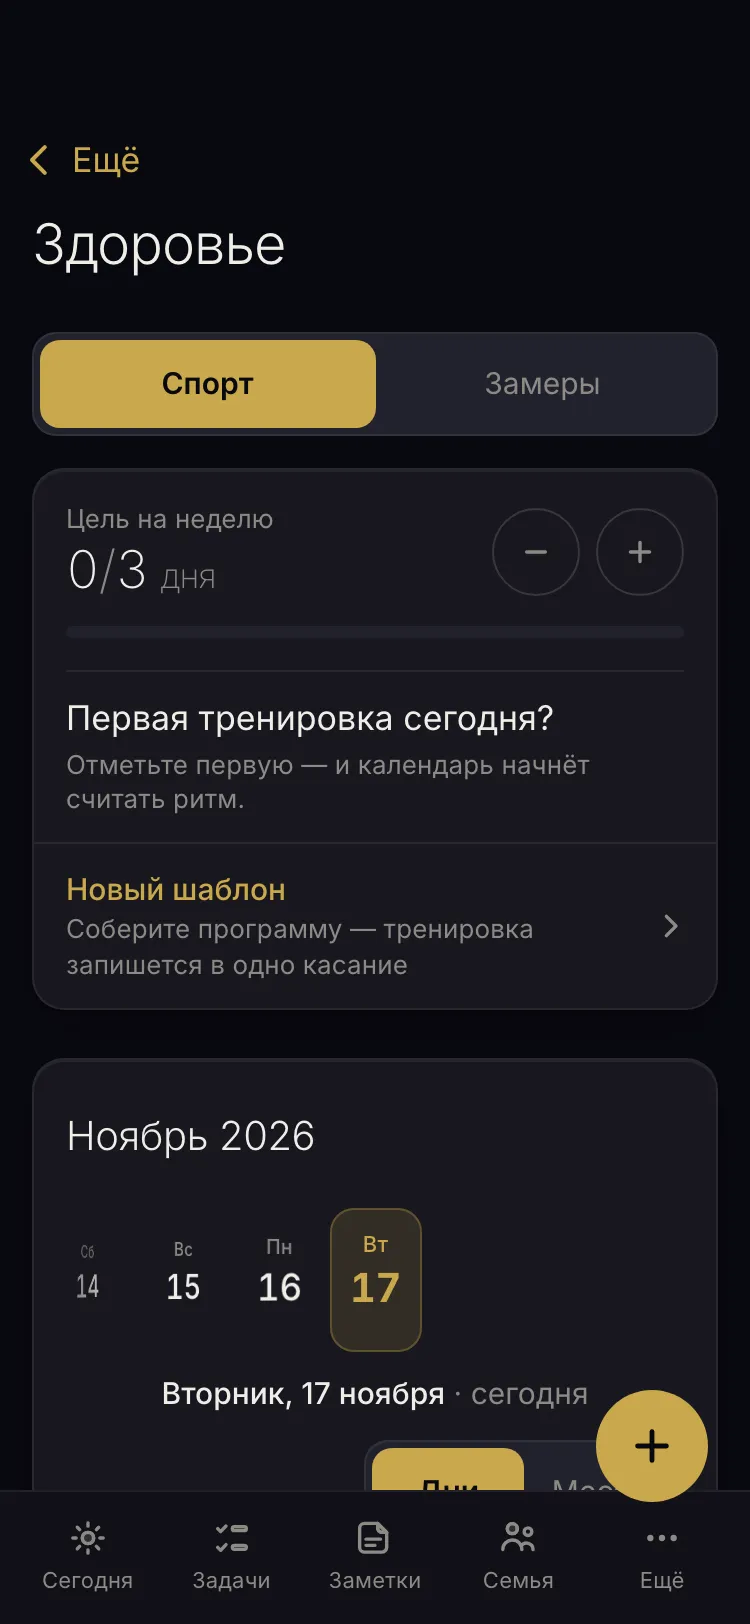 Ещё
Здоровье
Спорт
Замеры
Цель на неделю
0/3 дня
Первая тренировка сегодня?
Отметьте первую — и календарь начнёт
считать ритм.
Новый шаблон
Соберите программу — тренировка
запишется в одно касание
Ноябрь 2026
Сб Вс Пн Вт
14 15 16 17
Вторник, 17 ноября · сегодня
Дни
Сегодня Задачи Заметки Семья Ещё